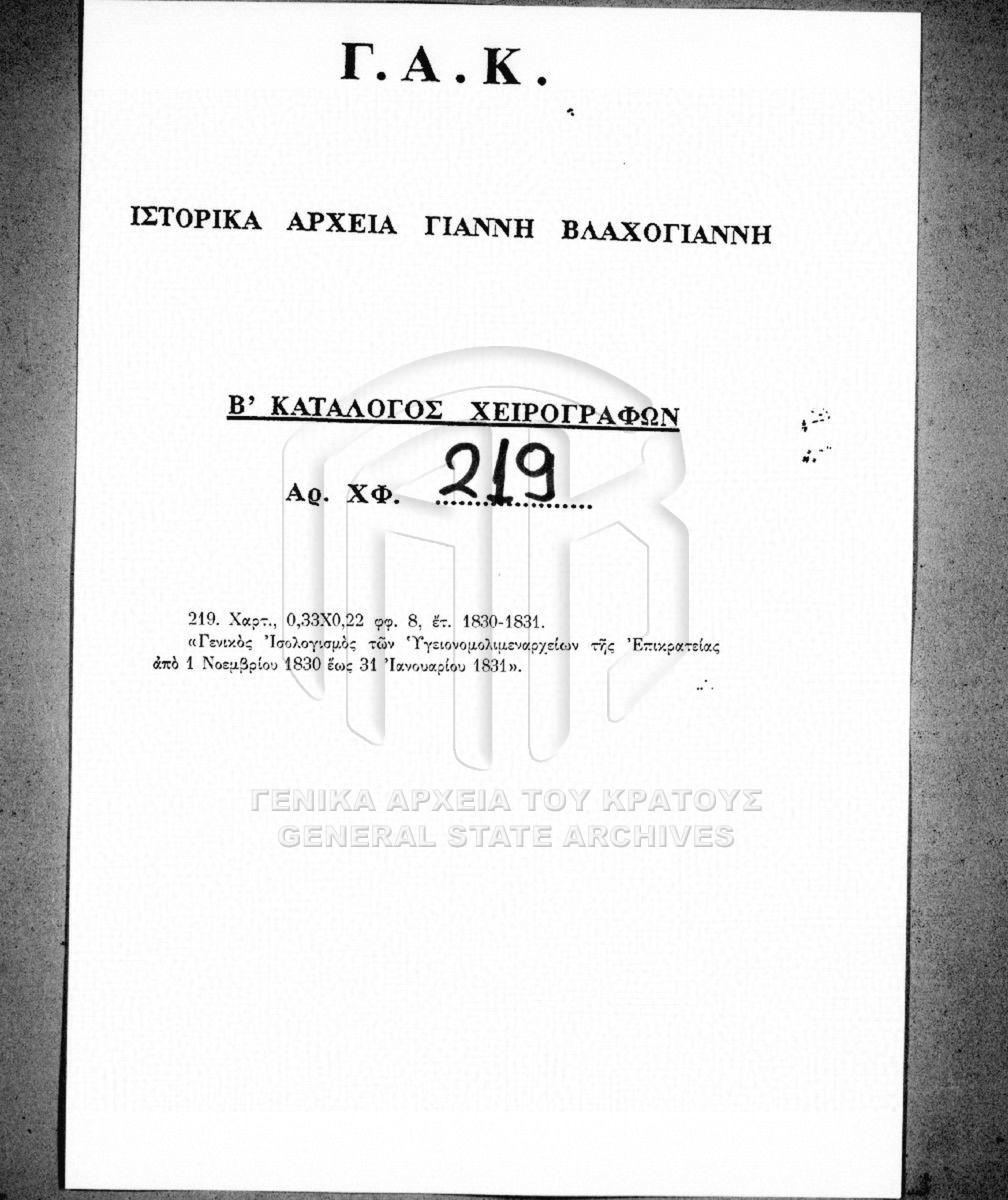 Γ. Α. Κ.
ΙΣΤΟΡΙΚΑ ΑΡΧΕΙΑ ΓΙΑΝΝΗ ΒΛΑΧΟΓΙΑΝΝΗ
Β' ΚΑΤΑΛΟΓΟΣ ΧΕΙΡΟΓΡΑΦΩΝ
Αρ. ΧΦ. 219
219. Χαρτ., 0,33Χ0,22 φφ. 8, ἔτ. 1830-1831.
«Γενικὸς Ἰσολογισμὸς τῶν Ὑγειονομολιμεναρχείων τῆς Ἐπικρατείας
ἀπὸ 1 Νοεμβρίου 1830 ἕως 31 Ἰανουαρίου 1831».
ΓΕΝΙΚΑ ΑΡΧΕΙΑ ΤΟΥ ΚΡΑΤΟΥΣ
GENERAL STATE ARCHIVES